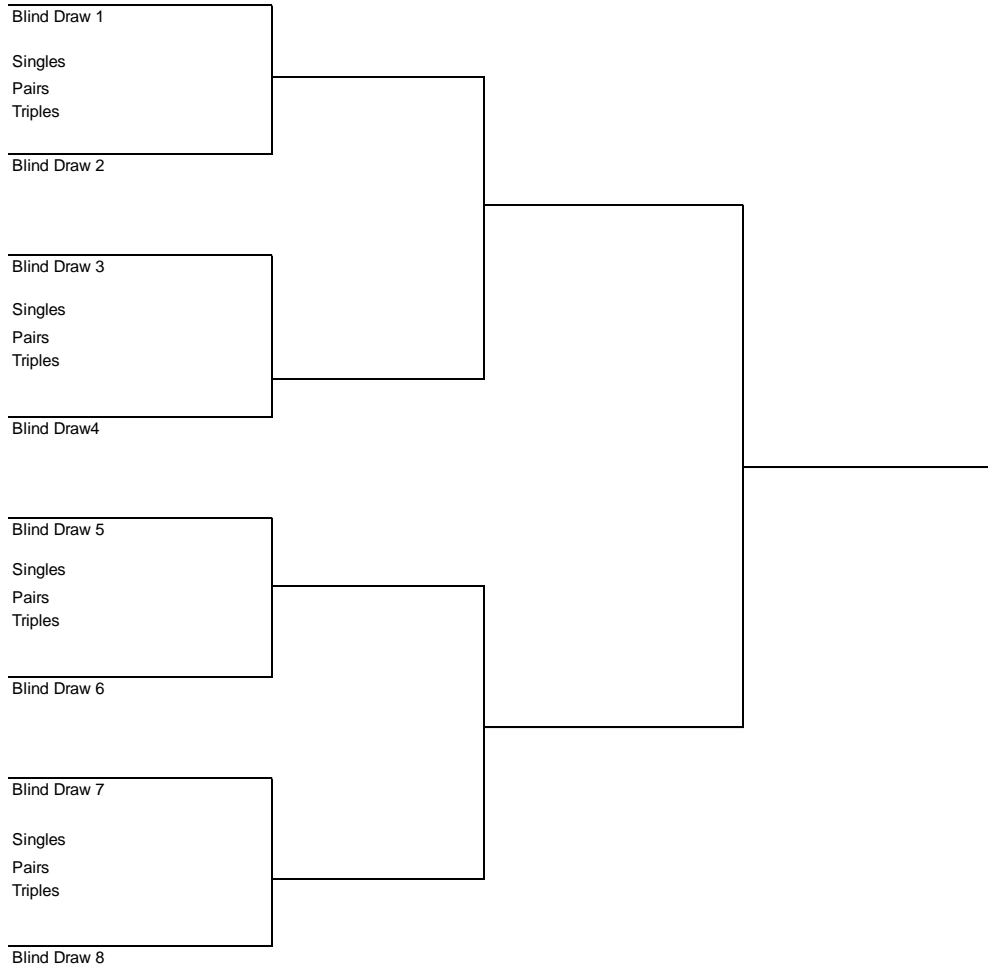 Blind Draw 1
Singles
Pairs
Triples
Blind Draw 2
Blind Draw 3
Singles
Pairs
Triples
Blind Draw4
Blind Draw 5
Singles
Pairs
Triples
Blind Draw 6
Blind Draw 7
Singles
Pairs
Triples
Blind Draw 8